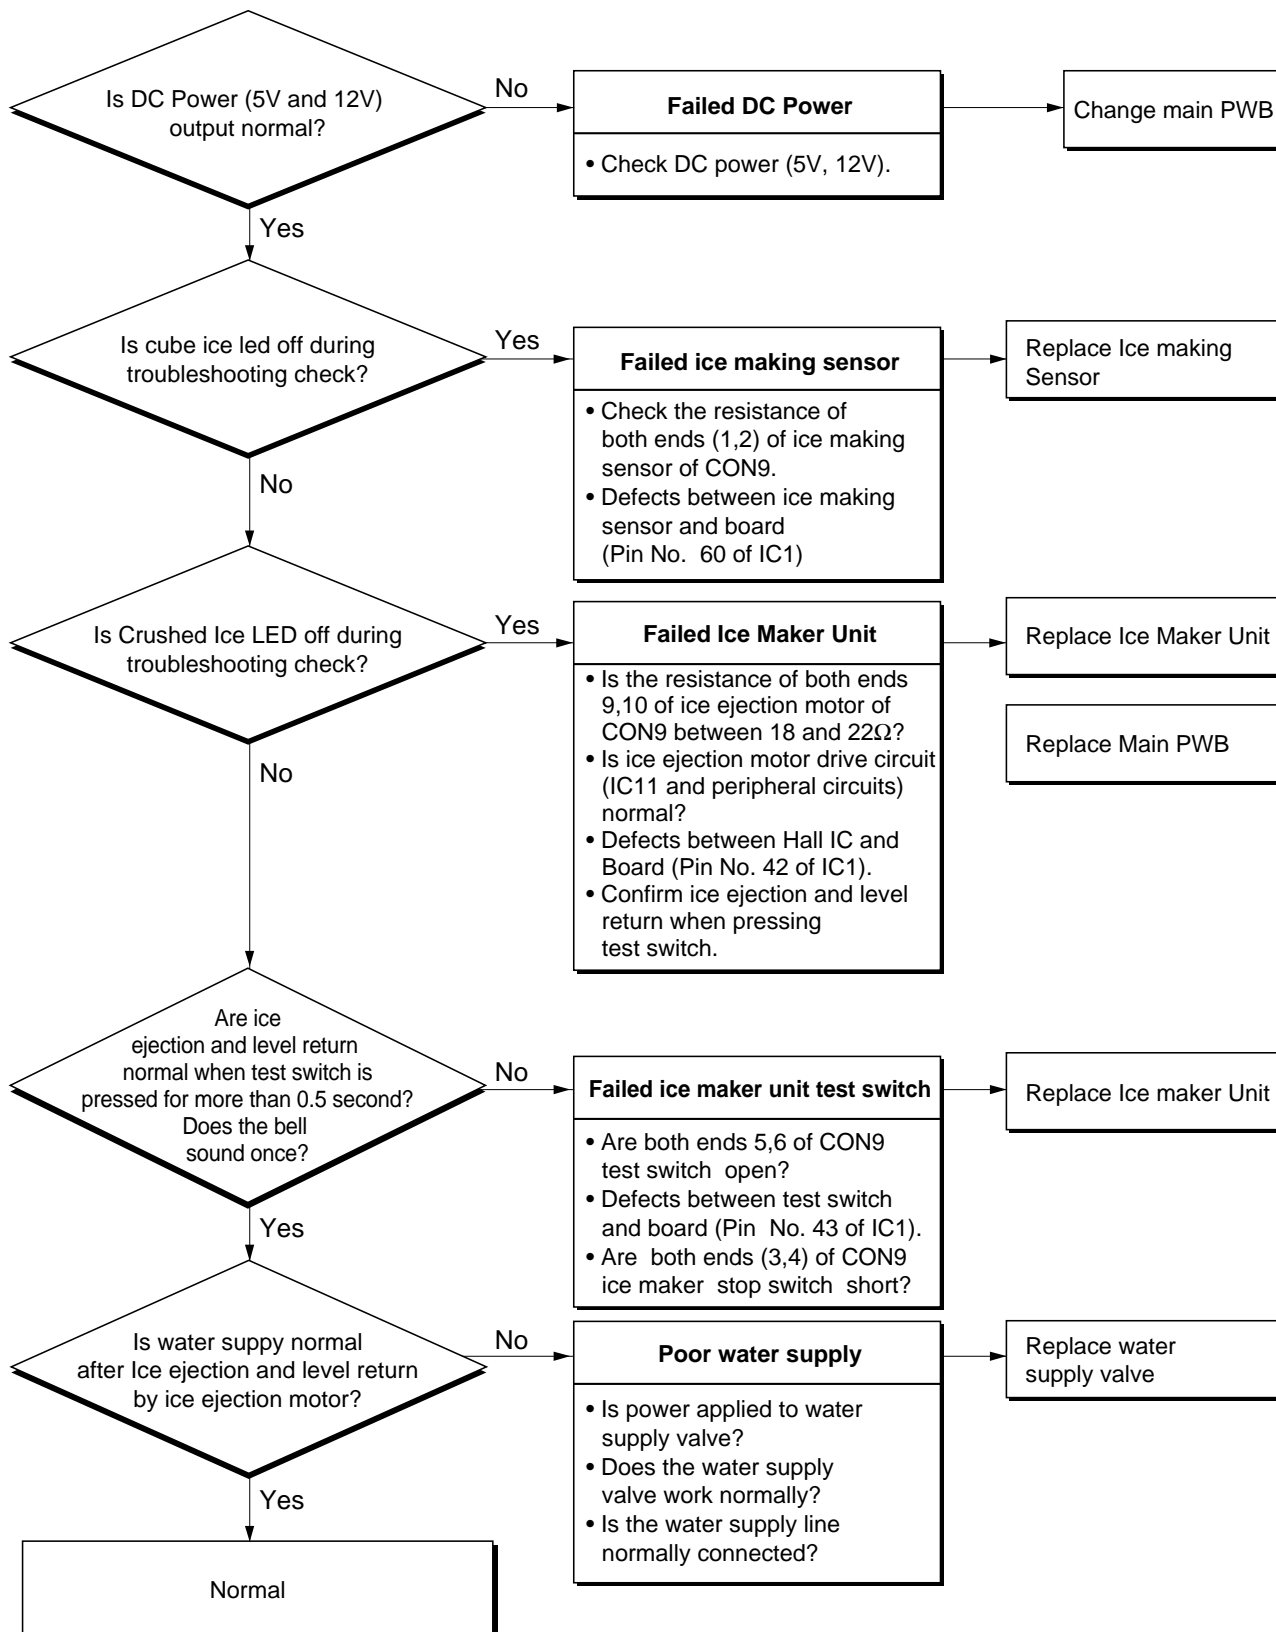 Is DC Power (5V and 12V)
output normal?
No
Failed DC Power
• Check DC power (5V, 12V).
Change main PWB
Yes
Is cube ice led off during
troubleshooting check?
Yes
Failed ice making sensor
• Check the resistance of
both ends (1,2) of ice making
sensor of CON9.
• Defects between ice making
sensor and board
(Pin No. 60 of IC1)
Replace Ice making
Sensor
No
Is Crushed Ice LED off during
troubleshooting check?
Yes
Failed Ice Maker Unit
• Is the resistance of both ends
9,10 of ice ejection motor of
CON9 between 18 and 22Ω?
• Is ice ejection motor drive circuit
(IC11 and peripheral circuits)
normal?
• Defects between Hall IC and
Board (Pin No. 42 of IC1).
• Confirm ice ejection and level
return when pressing
test switch.
Replace Ice Maker Unit
Replace Main PWB
No
Are ice
ejection and level return
normal when test switch is
pressed for more than 0.5 second?
Does the bell
sound once?
No
Failed ice maker unit test switch
• Are both ends 5,6 of CON9
test switch open?
• Defects between test switch
and board (Pin No. 43 of IC1).
• Are both ends (3,4) of CON9
ice maker stop switch short?
Replace Ice maker Unit
Yes
Is water suppy normal
after Ice ejection and level return
by ice ejection motor?
No
Poor water supply
• Is power applied to water
supply valve?
• Does the water supply
valve work normally?
• Is the water supply line
normally connected?
Replace water
supply valve
Yes
Normal